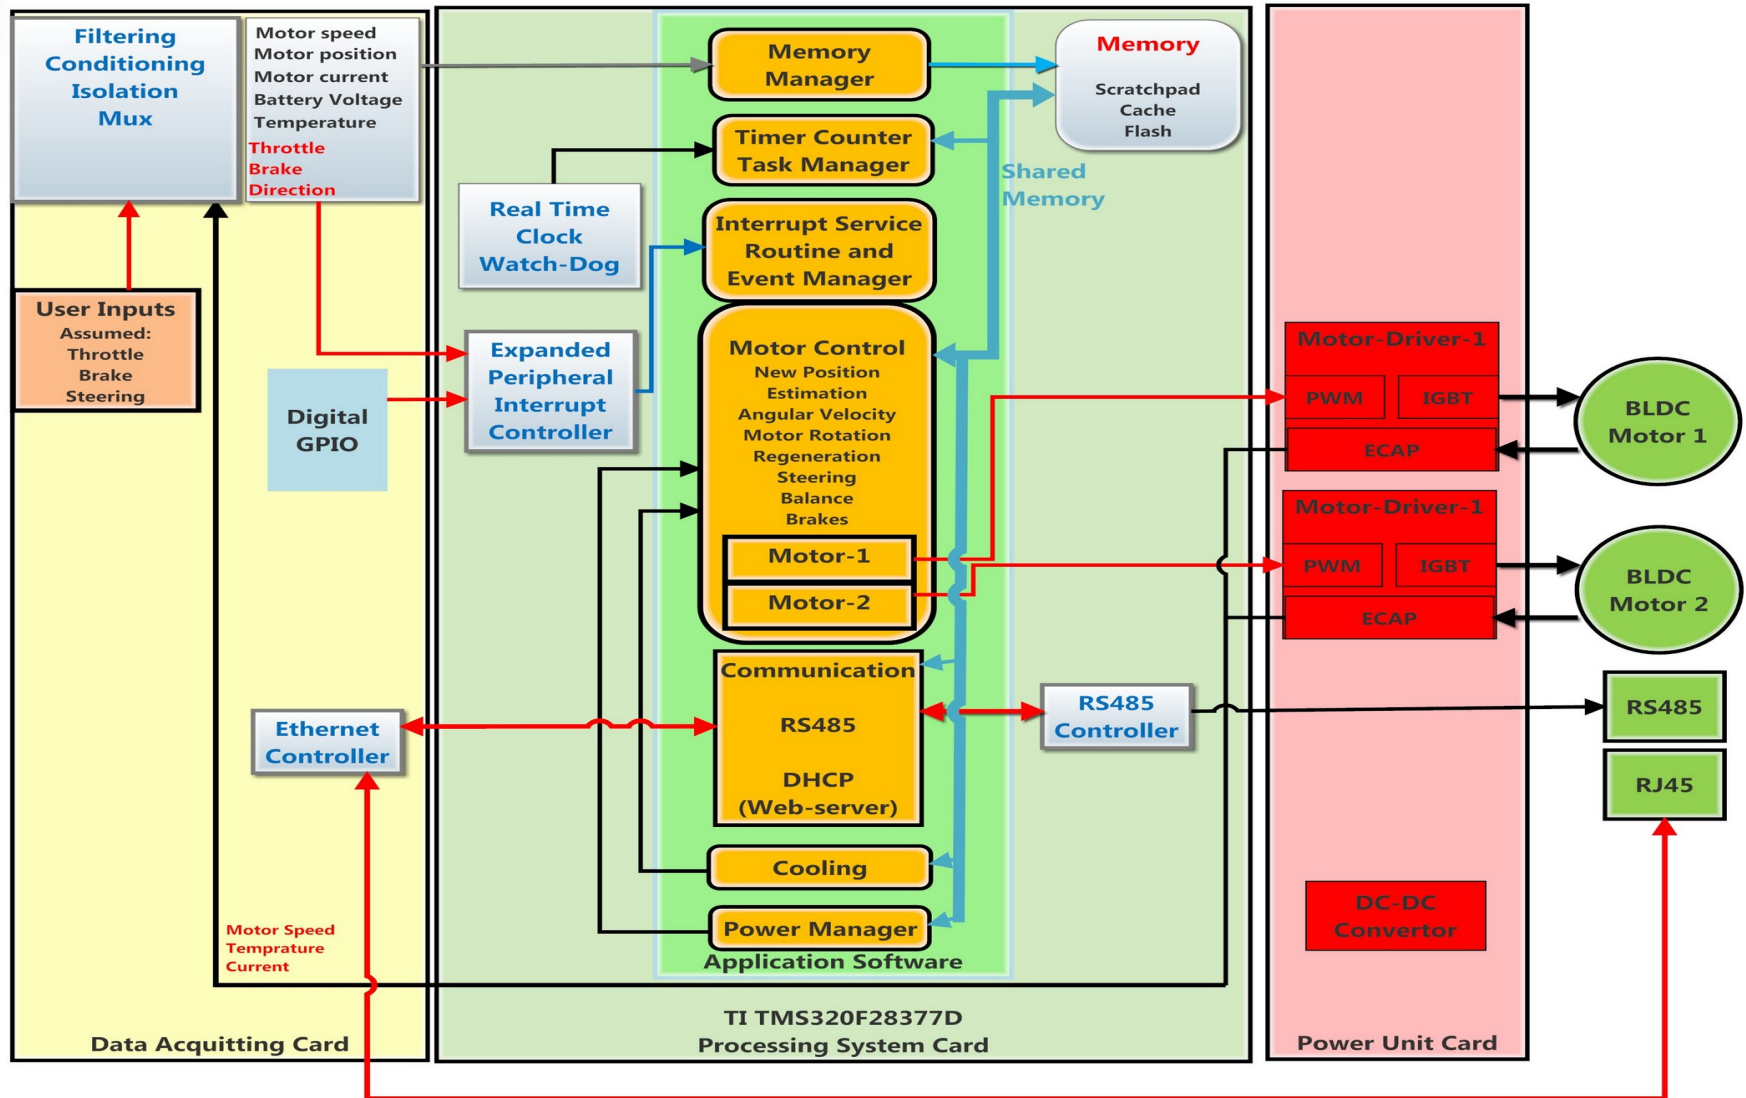 Filtering
Conditioning
Isolation
Mux
Motor speed
Motor position
Motor current
Battery Voltage
Temperature
Throttle
Brake
Direction
User Inputs
Assumed:
Throttle
Brake
Steering
Digital
GPIO
Ethernet
Controller
Motor Speed
Temprature
Current
Data Acquitting Card
Real Time
Clock
Watch-Dog
Expanded
Peripheral
Interrupt
Controller
Memory
Manager
Timer Counter
Task Manager
Interrupt Service
Routine and
Event Manager
Motor Control
New Position
Estimation
Angular Velocity
Motor Rotation
Regeneration
Steering
Balance
Brakes
Motor-1
Motor-2
Communication
RS485
DHCP
(Web-server)
Cooling
Power Manager
Application Software
Memory
Scratchpad
Cache
Flash
Shared
Memory
RS485
Controller
TI TMS320F28377D
Processing System Card
Motor-Driver-1
PWM
IGBT
ECAP
Motor-Driver-1
PWM
IGBT
ECAP
DC-DC
Convertor
Power Unit Card
BLDC
Motor 1
BLDC
Motor 2
RS485
RJ45